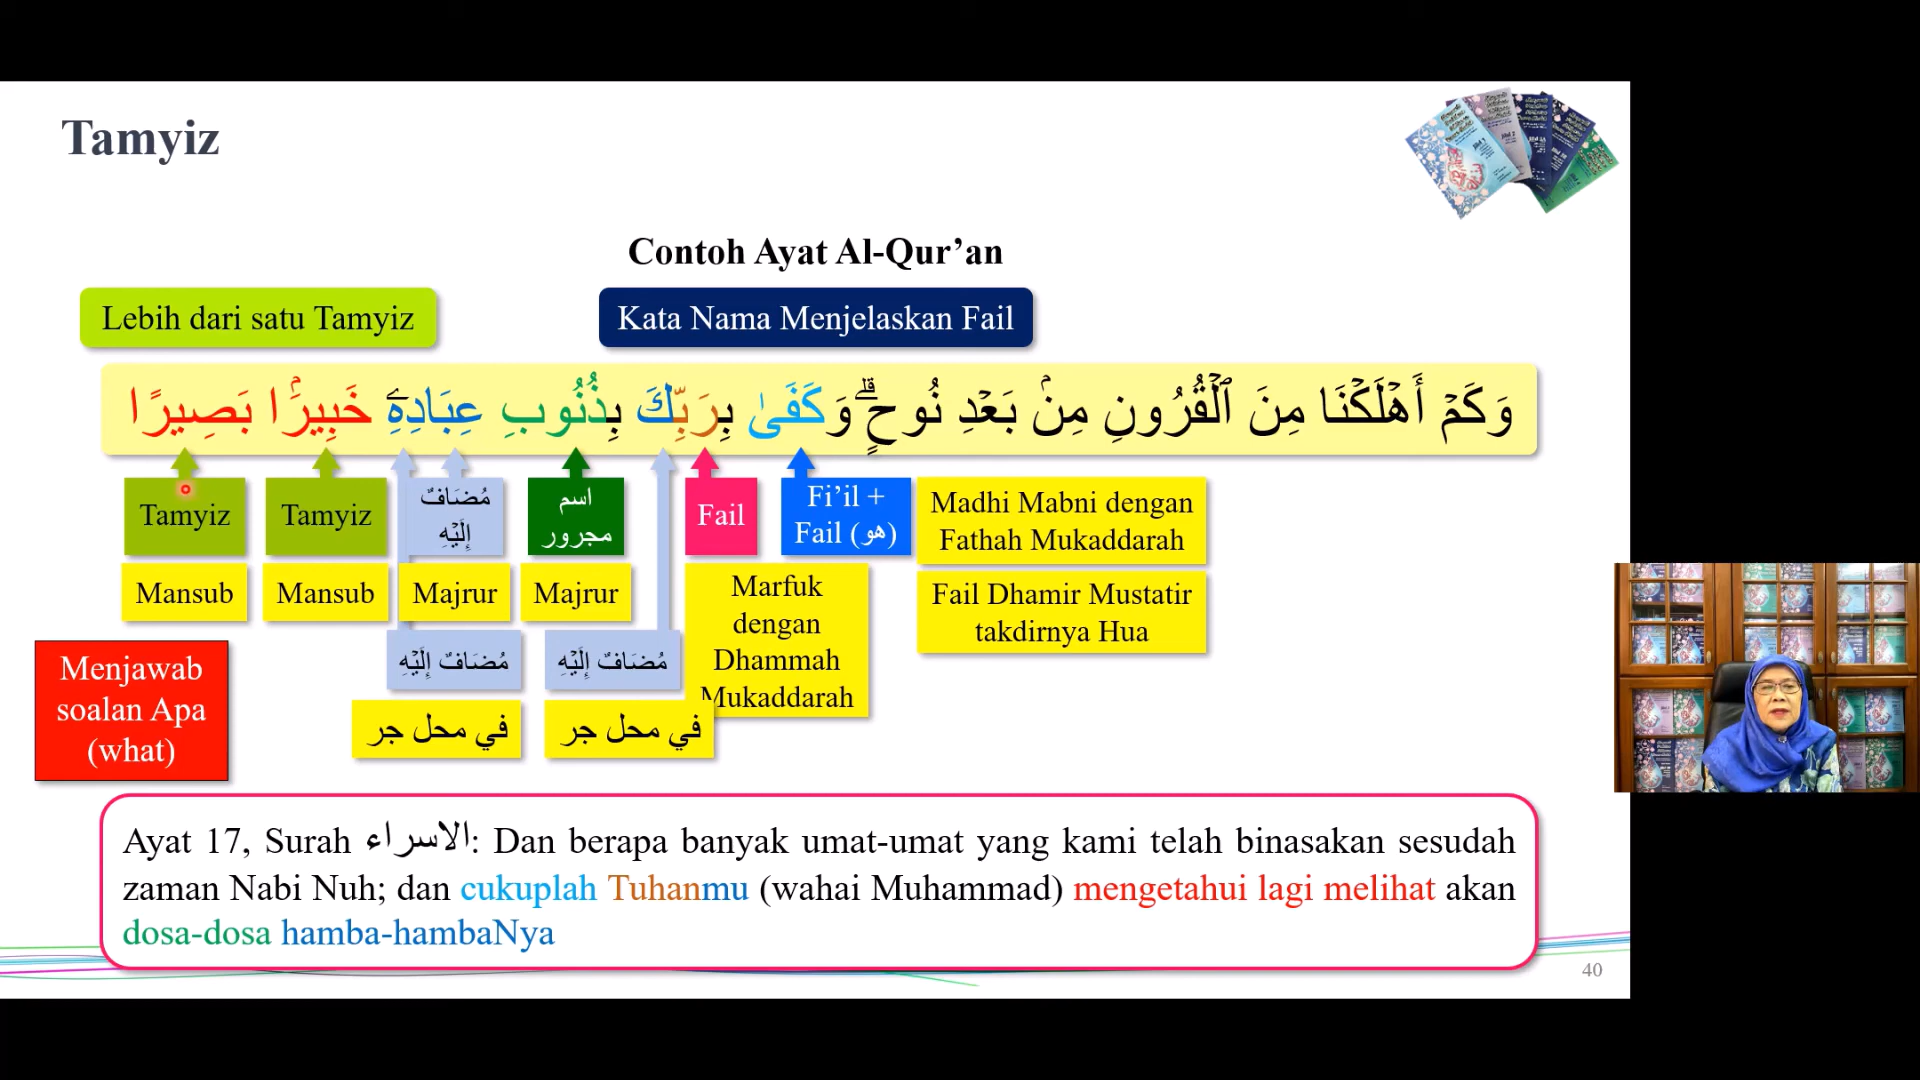 Tamyiz
Contoh Ayat Al-Qur’an
Lebih dari satu Tamyiz
Kata Nama Menjelaskan Fail
وَكَمْ أَهْلَكْنَا مِنَ ٱلْقُرُونِ مِنۢ بَعْدِ نُوحٍ ۗ وَكَفَىٰ بِرَبِّكَ بِذُنُوبِ عِبَادِهِۦ خَبِيرًۢا بَصِيرًا
Tamyiz
Tamyiz
مُضَافٌ
إِلَيْهِ
اسم
مجرور
Fail
Fi’il +
Fail (هو)
Madhi Mabni dengan
Fathah Mukaddarah
Mansub
Mansub
Majrur
Majrur
Marfuk
dengan
Dhammah
Mukaddarah
Fail Dhamir Mustatir
takdirnya Hua
مُضَافٌ إِلَيْهِ
مُضَافٌ إِلَيْهِ
في محل جر
في محل جر
Menjawab
soalan Apa
(what)
Ayat 17, Surah الاسراء: Dan berapa banyak umat-umat yang kami telah binasakan sesudah
zaman Nabi Nuh; dan cukuplah Tuhanmu (wahai Muhammad) mengetahui lagi melihat akan
dosa-dosa hamba-hambaNya
40